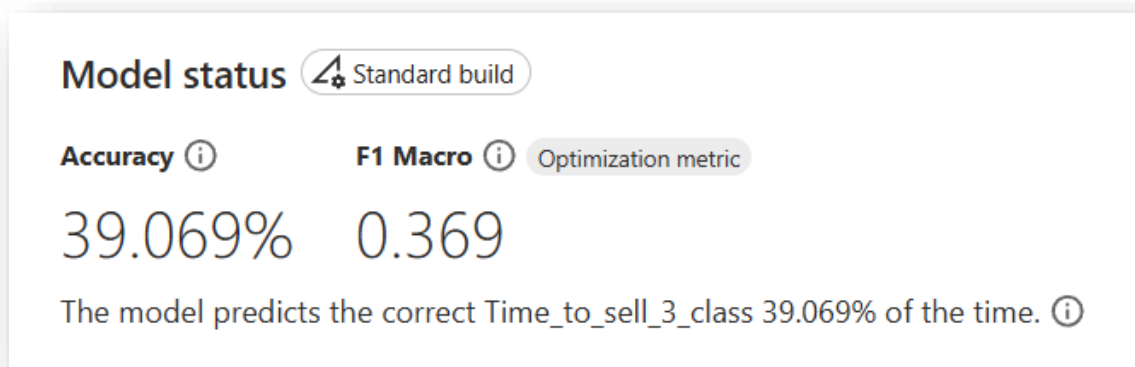 Model status Standard build
Accuracy F1 Macro Optimization metric
39.069% 0.369
The model predicts the correct Time_to_sell_3_class 39.069% of the time.